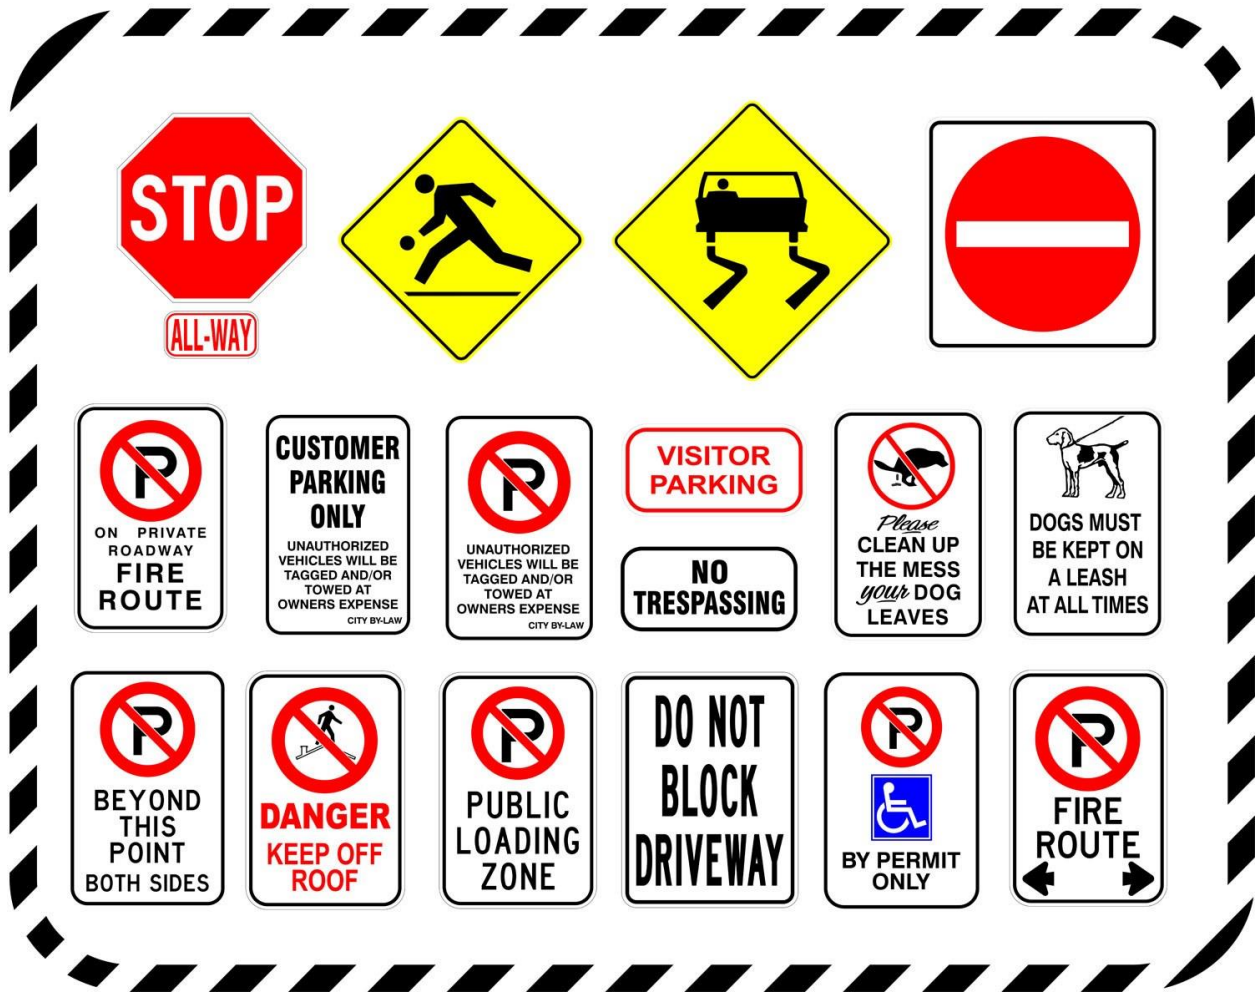 STOP
ALL-WAY
P
ON PRIVATE
ROADWAY
FIRE
ROUTE
CUSTOMER
PARKING
ONLY
UNAUTHORIZED
VEHICLES WILL BE
TAGGED AND/OR
TOWED AT
OWNERS EXPENSE
CITY BY-LAW
P
UNAUTHORIZED
VEHICLES WILL BE
TAGGED AND/OR
TOWED AT
OWNERS EXPENSE
CITY BY-LAW
VISITOR
PARKING
NO
TRESPASSING
Please
CLEAN UP
THE MESS
your DOG
LEAVES
DOGS MUST
BE KEPT ON
A LEASH
AT ALL TIMES
P
BEYOND
THIS
POINT
BOTH SIDES
DANGER
KEEP OFF
ROOF
P
PUBLIC
LOADING
ZONE
DO NOT
BLOCK
DRIVEWAY
P
BY PERMIT
ONLY
P
FIRE
ROUTE